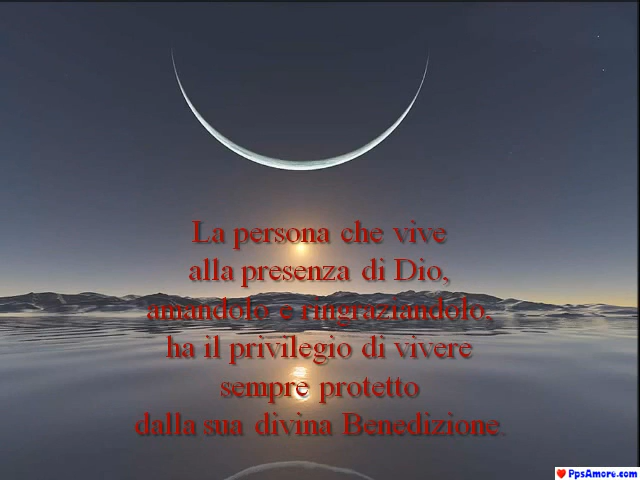 La persona che vive
alla presenza di Dio,
amandolo e ringraziandolo,
ha il privilegio di vivere
sempre protetto
dalla sua divina Benedizione.
PpsAmore.com